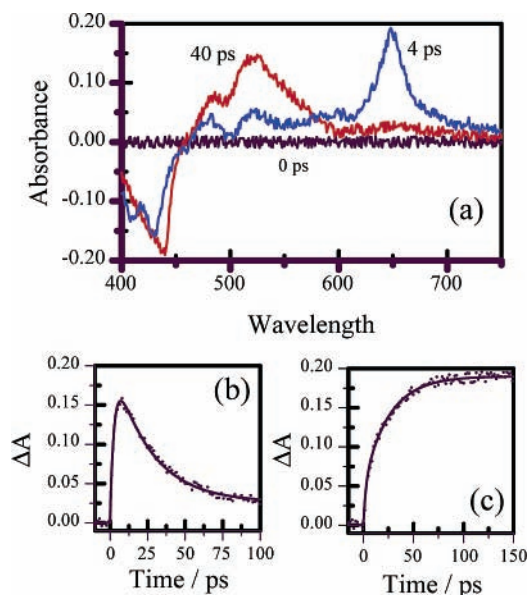 0.20
0.10
0.00
-0.10
-0.20
Absorbance
40 ps
4 ps
0 ps
(a)
400 500 600 700
Wavelength
0.20
0.15
0.10
0.05
0.00
ΔA
(b)
0 25 50 75 100
Time / ps
0.20
0.15
0.10
0.05
0.00
ΔA
(c)
0 50 100 150
Time / ps